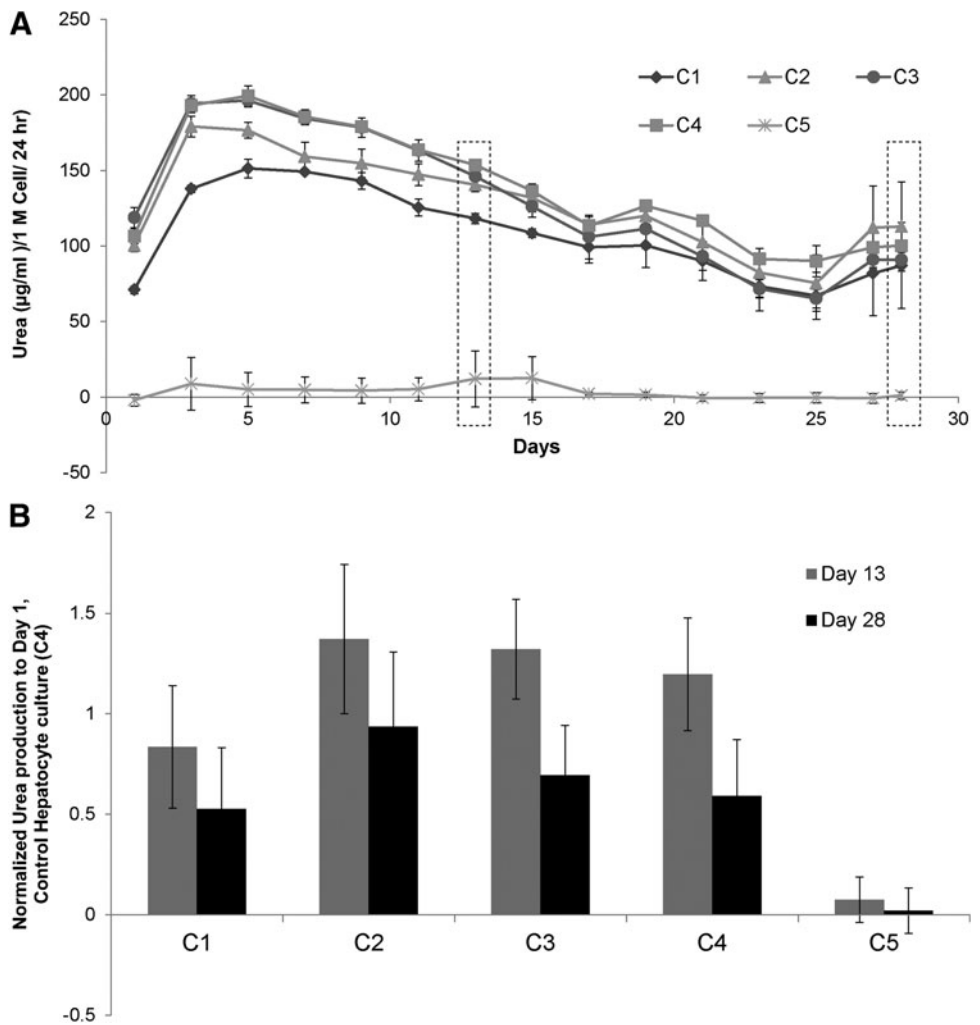 A
250
200
150
100
50
0
-50
Urea (µg/ml )/1 M Cell/ 24 hr)
C1 C2 C3
C4 C5
0 5 10 15 20 25 30
Days
B
2
1.5
1
0.5
0
-0.5
Normalized Urea production to Day 1,
Control Hepatocyte culture (C4)
Day 13
Day 28
C1 C2 C3 C4 C5